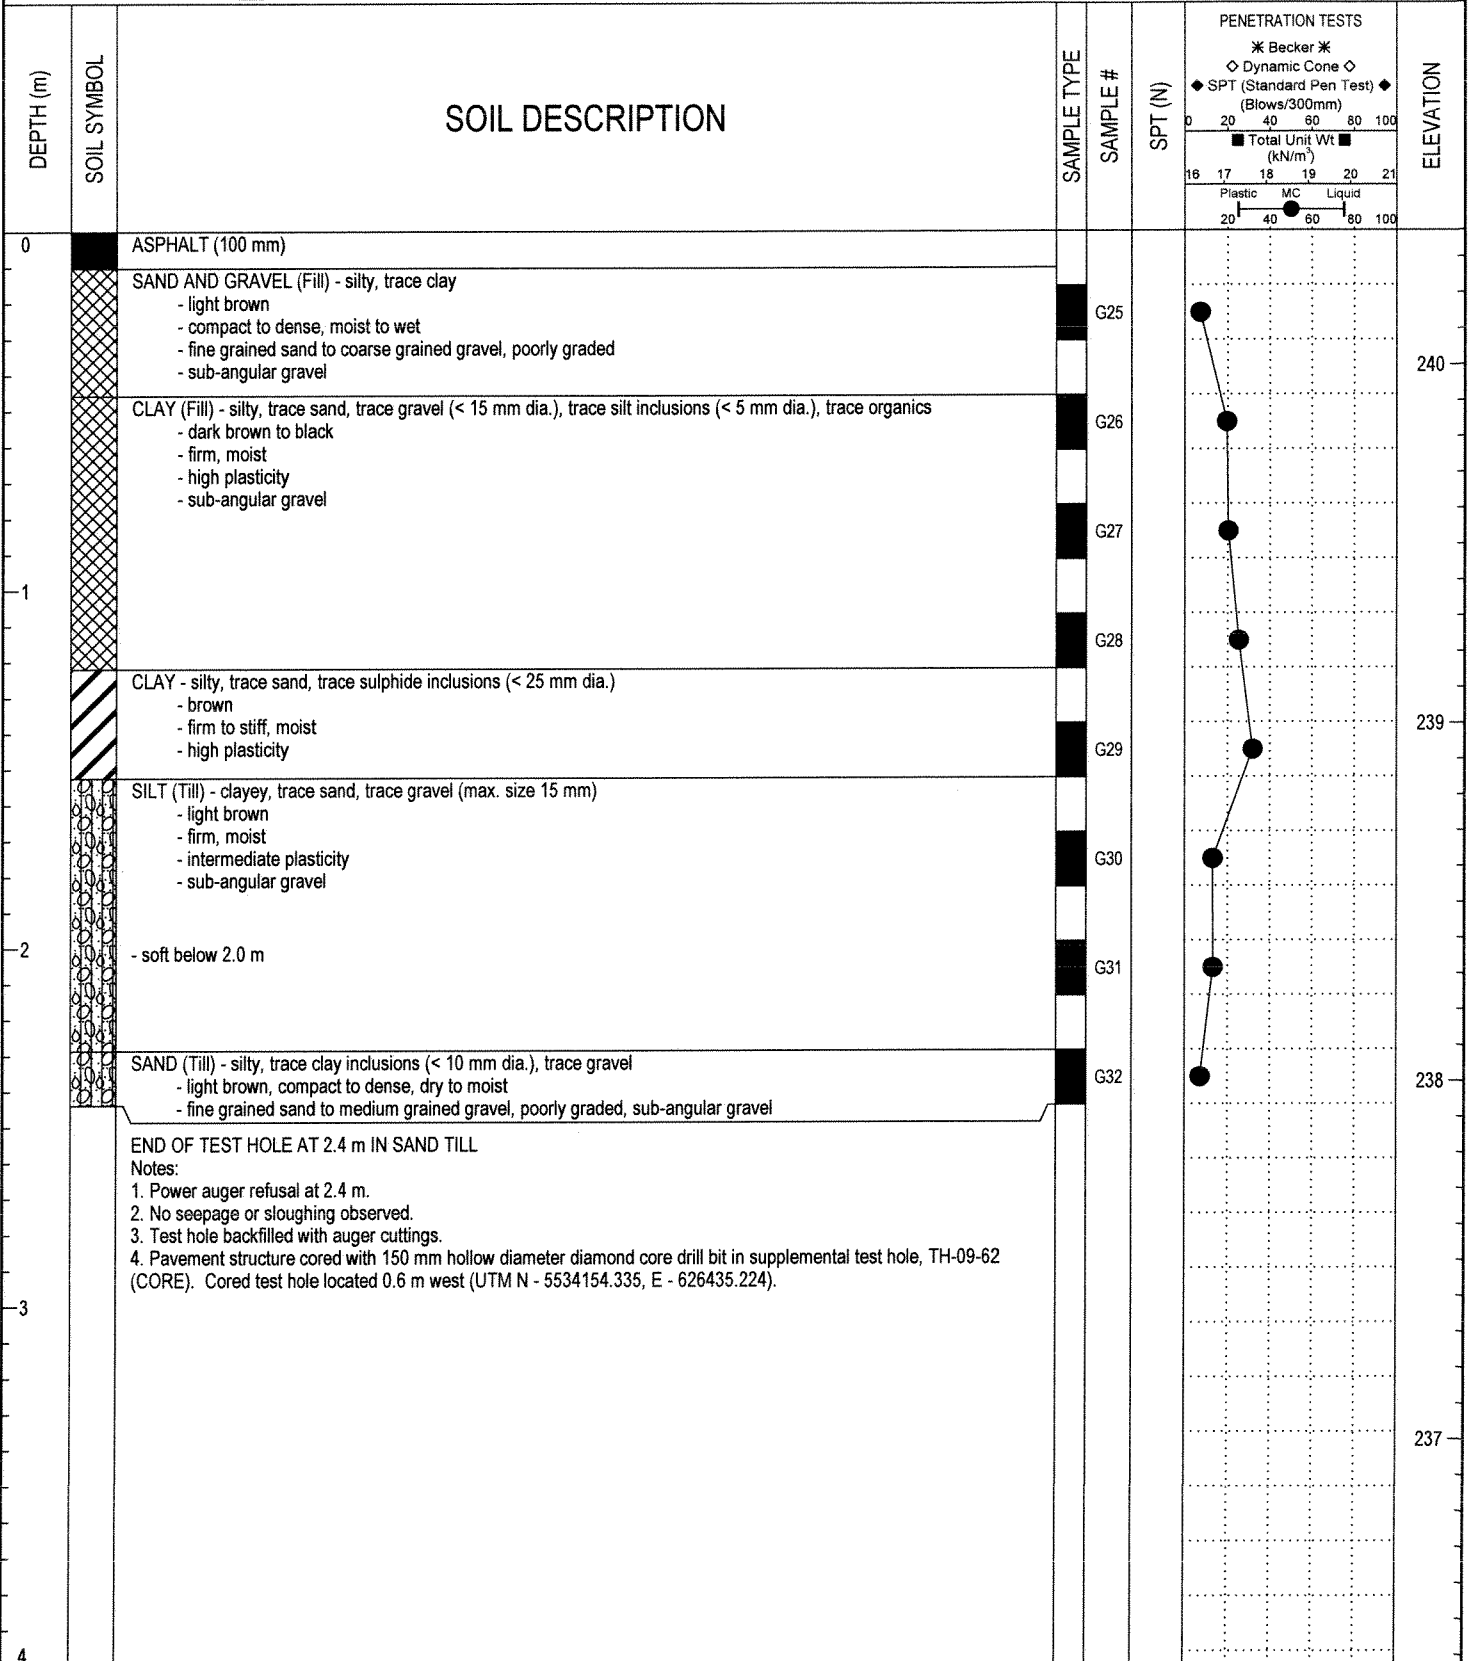 DEPTH (m)
SOIL SYMBOL
SOIL DESCRIPTION
SAMPLE TYPE
SAMPLE #
SPT (N)
PENETRATION TESTS
✳ Becker ✳
◇ Dynamic Cone ◇
◆ SPT (Standard Pen Test) ◆
(Blows/300mm)
0 20 40 60 80 100
■ Total Unit Wt ■
(kN/m³)
16 17 18 19 20 21
Plastic MC Liquid
20 40 60 80 100
ELEVATION
0
ASPHALT (100 mm)
SAND AND GRAVEL (Fill) - silty, trace clay
- light brown
G25
- compact to dense, moist to wet
- fine grained sand to coarse grained gravel, poorly graded
- sub-angular gravel
240
CLAY (Fill) - silty, trace sand, trace gravel (< 15 mm dia.), trace silt inclusions (< 5 mm dia.), trace organics
G26
- dark brown to black
- firm, moist
- high plasticity
- sub-angular gravel
G27
1
G28
CLAY - silty, trace sand, trace sulphide inclusions (< 25 mm dia.)
- brown
- firm to stiff, moist
239
- high plasticity
G29
SILT (Till) - clayey, trace sand, trace gravel (max. size 15 mm)
- light brown
- firm, moist
- intermediate plasticity
G30
- sub-angular gravel
2
- soft below 2.0 m
G31
SAND (Till) - silty, trace clay inclusions (< 10 mm dia.), trace gravel
G32
238
- light brown, compact to dense, dry to moist
- fine grained sand to medium grained gravel, poorly graded, sub-angular gravel
END OF TEST HOLE AT 2.4 m IN SAND TILL
Notes:
1. Power auger refusal at 2.4 m.
2. No seepage or sloughing observed.
3. Test hole backfilled with auger cuttings.
4. Pavement structure cored with 150 mm hollow diameter diamond core drill bit in supplemental test hole, TH-09-62
(CORE). Cored test hole located 0.6 m west (UTM N - 5534154.335, E - 626435.224).
3
237
4